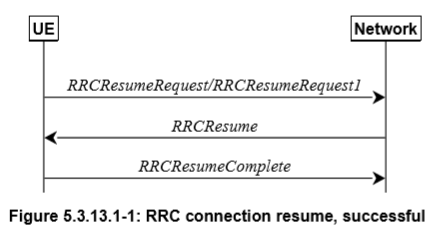 UE
Network
RRCResumeRequest/RRCResumeRequest1
RRCResume
RRCResumeComplete
Figure 5.3.13.1-1: RRC connection resume, successful